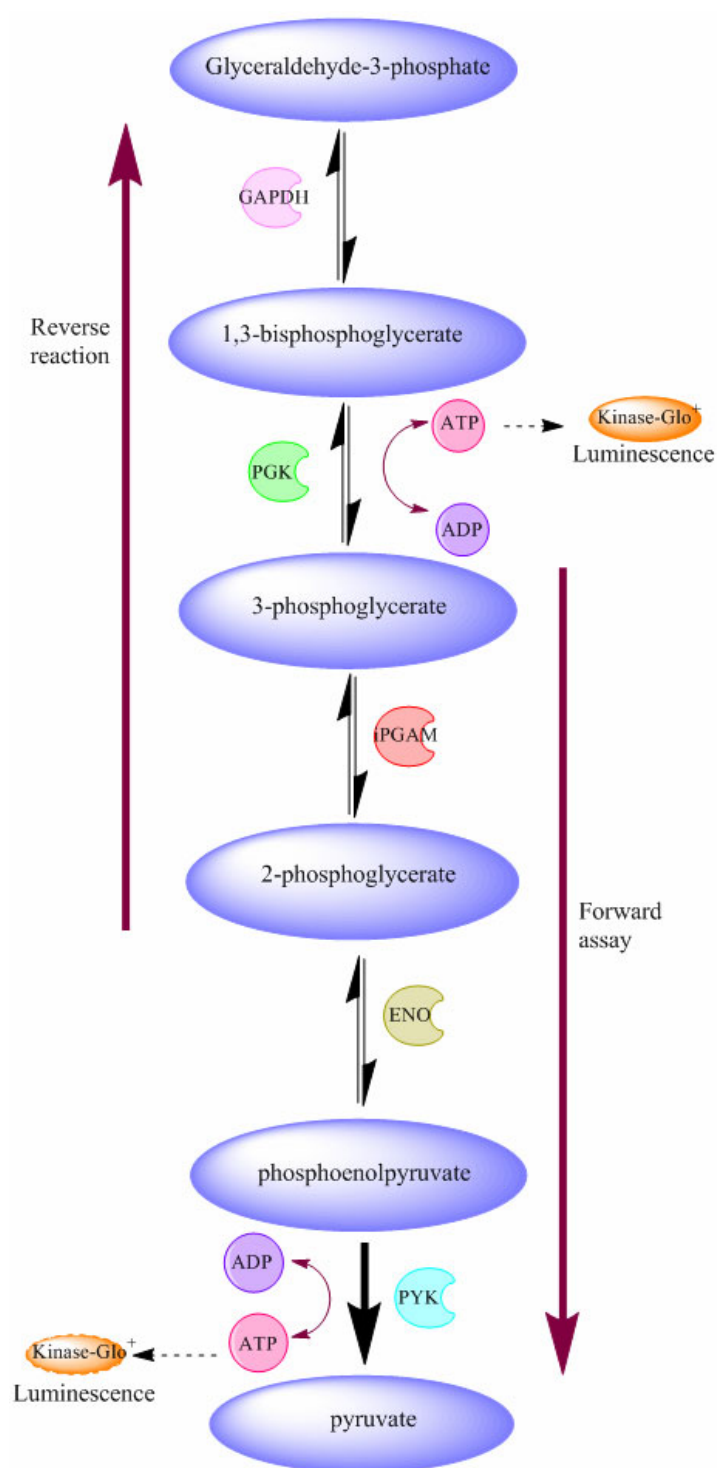 Glyceraldehyde-3-phosphate
GAPDH
Reverse
reaction
1,3-bisphosphoglycerate
ATP
Kinase-Glo+
Luminescence
PGK
ADP
3-phosphoglycerate
iPGAM
2-phosphoglycerate
Forward
assay
ENO
phosphoenolpyruvate
ADP
PYK
ATP
Kinase-Glo+
Luminescence
pyruvate